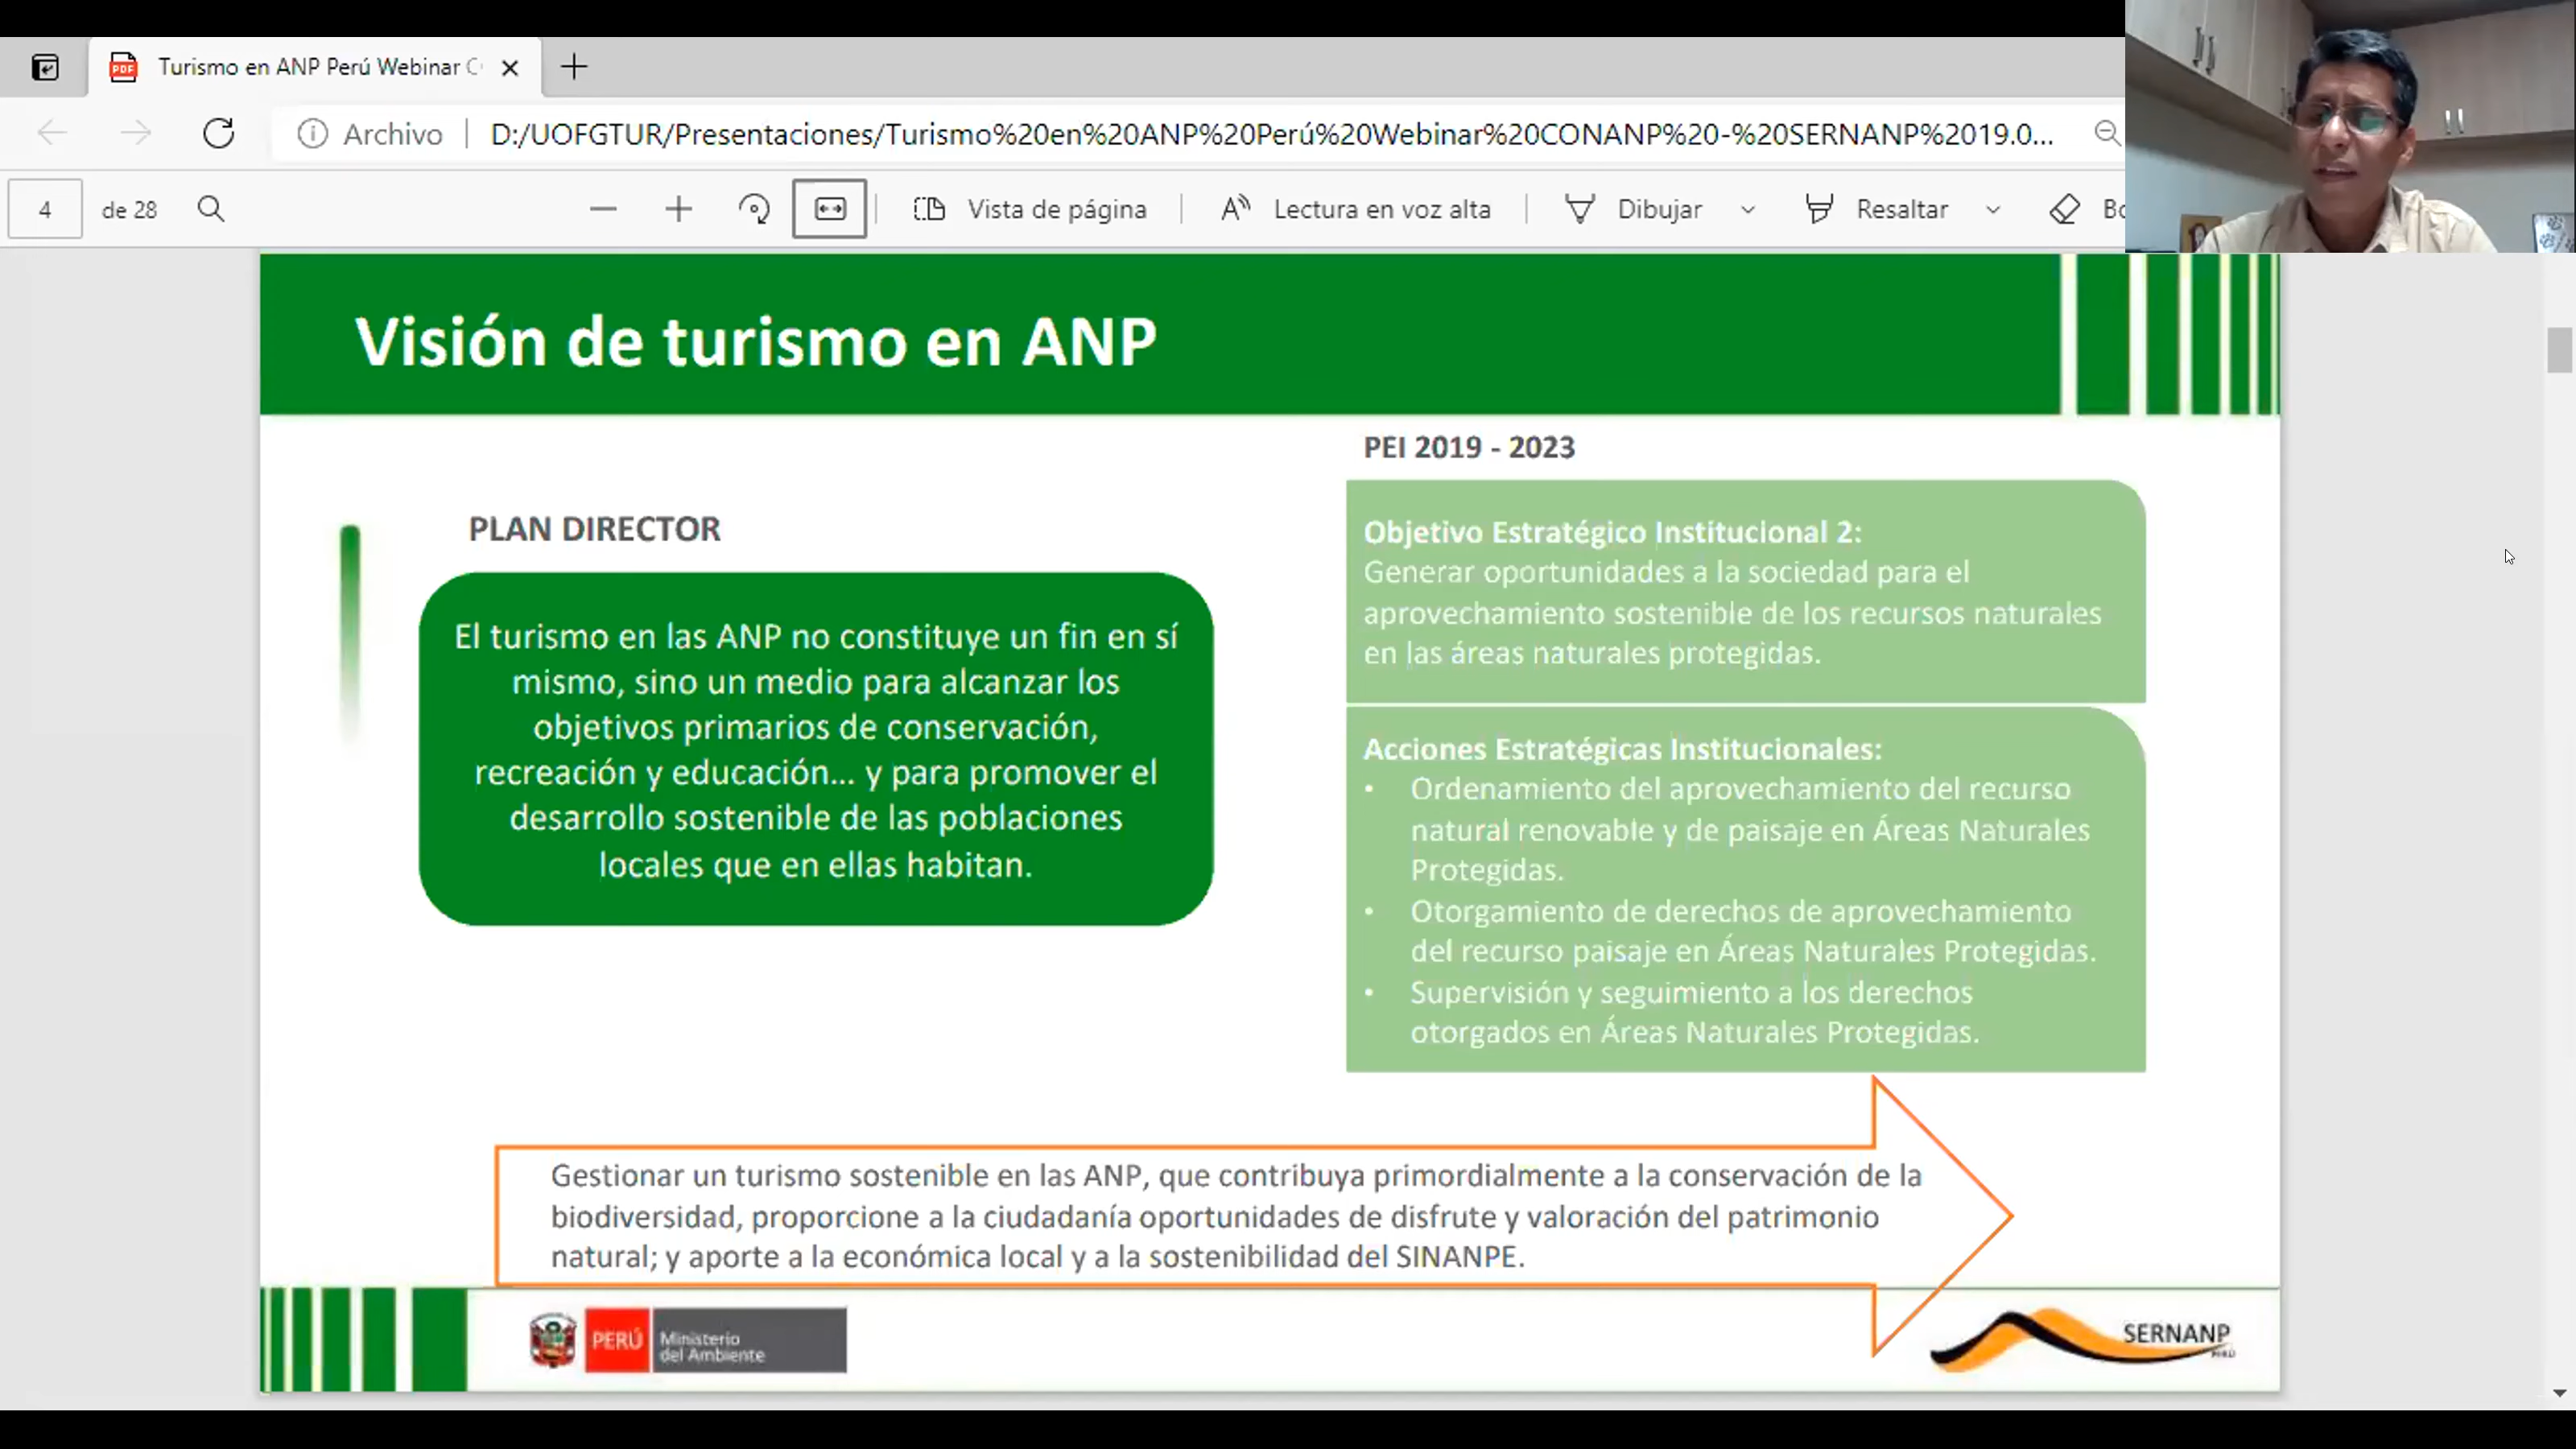 Turismo en ANP Perú Webinar
Archivo
D:/UOFGTUR/Presentaciones/Turismo%20en%20ANP%20Perú%20Webinar%20CONANP%20-%20SERNANP%2019.0...
4 de 28
Vista de página
Lectura en voz alta
Dibujar
Resaltar
Visión de turismo en ANP
PLAN DIRECTOR
El turismo en las ANP no constituye un fin en sí
mismo, sino un medio para alcanzar los
objetivos primarios de conservación,
recreación y educación... y para promover el
desarrollo sostenible de las poblaciones
locales que en ellas habitan.
PEI 2019 - 2023
Objetivo Estratégico Institucional 2:
Generar oportunidades a la sociedad para el
aprovechamiento sostenible de los recursos naturales
en las áreas naturales protegidas.
Acciones Estratégicas Institucionales:
• Ordenamiento del aprovechamiento del recurso
natural renovable y de paisaje en Áreas Naturales
Protegidas.
• Otorgamiento de derechos de aprovechamiento
del recurso paisaje en Áreas Naturales Protegidas.
• Supervisión y seguimiento a los derechos
otorgados en Áreas Naturales Protegidas.
Gestionar un turismo sostenible en las ANP, que contribuya primordialmente a la conservación de la
biodiversidad, proporcione a la ciudadanía oportunidades de disfrute y valoración del patrimonio
natural; y aporte a la económica local y a la sostenibilidad del SINANPE.
PERÚ
Ministerio
del Ambiente
SERNANP
PERÚ